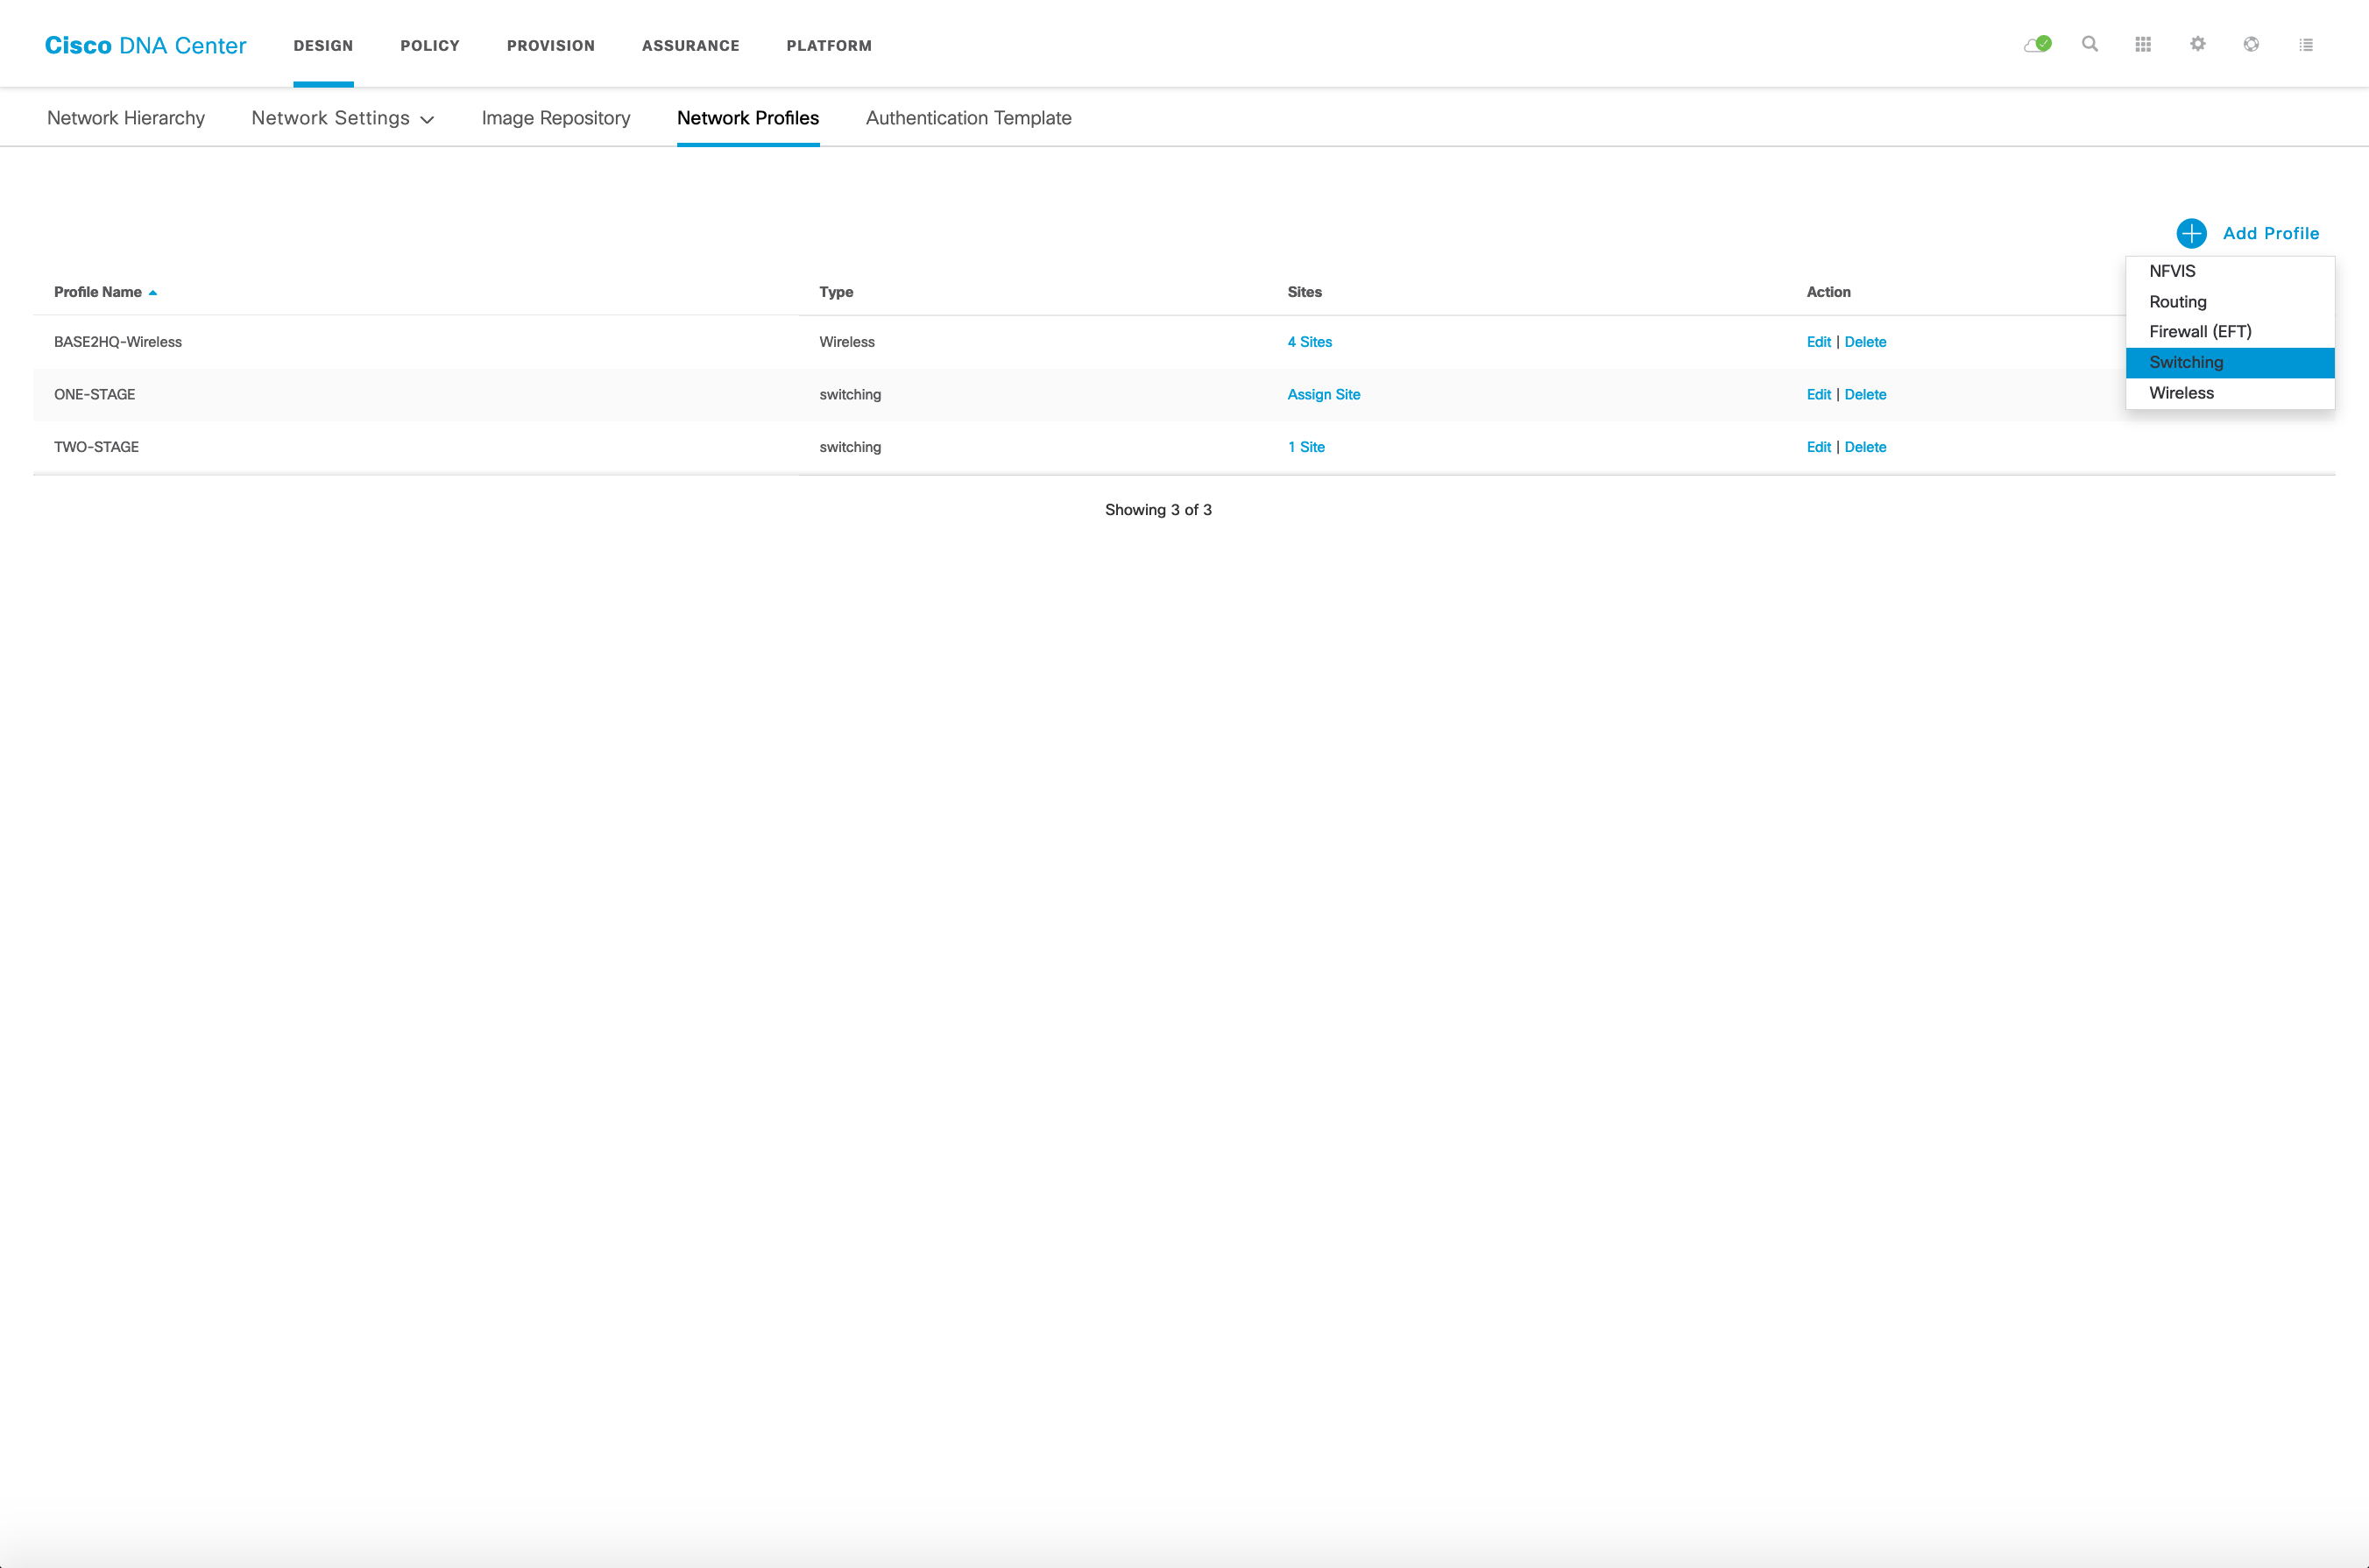 Cisco DNA Center DESIGN POLICY PROVISION ASSURANCE PLATFORM
Network Hierarchy Network Settings Image Repository Network Profiles Authentication Template
Add Profile
NFVIS
Routing
Firewall (EFT)
Switching
Wireless
Profile Name Type Sites Action
BASE2HQ-Wireless Wireless 4 Sites Edit | Delete
ONE-STAGE switching Assign Site Edit | Delete
TWO-STAGE switching 1 Site Edit | Delete
Showing 3 of 3